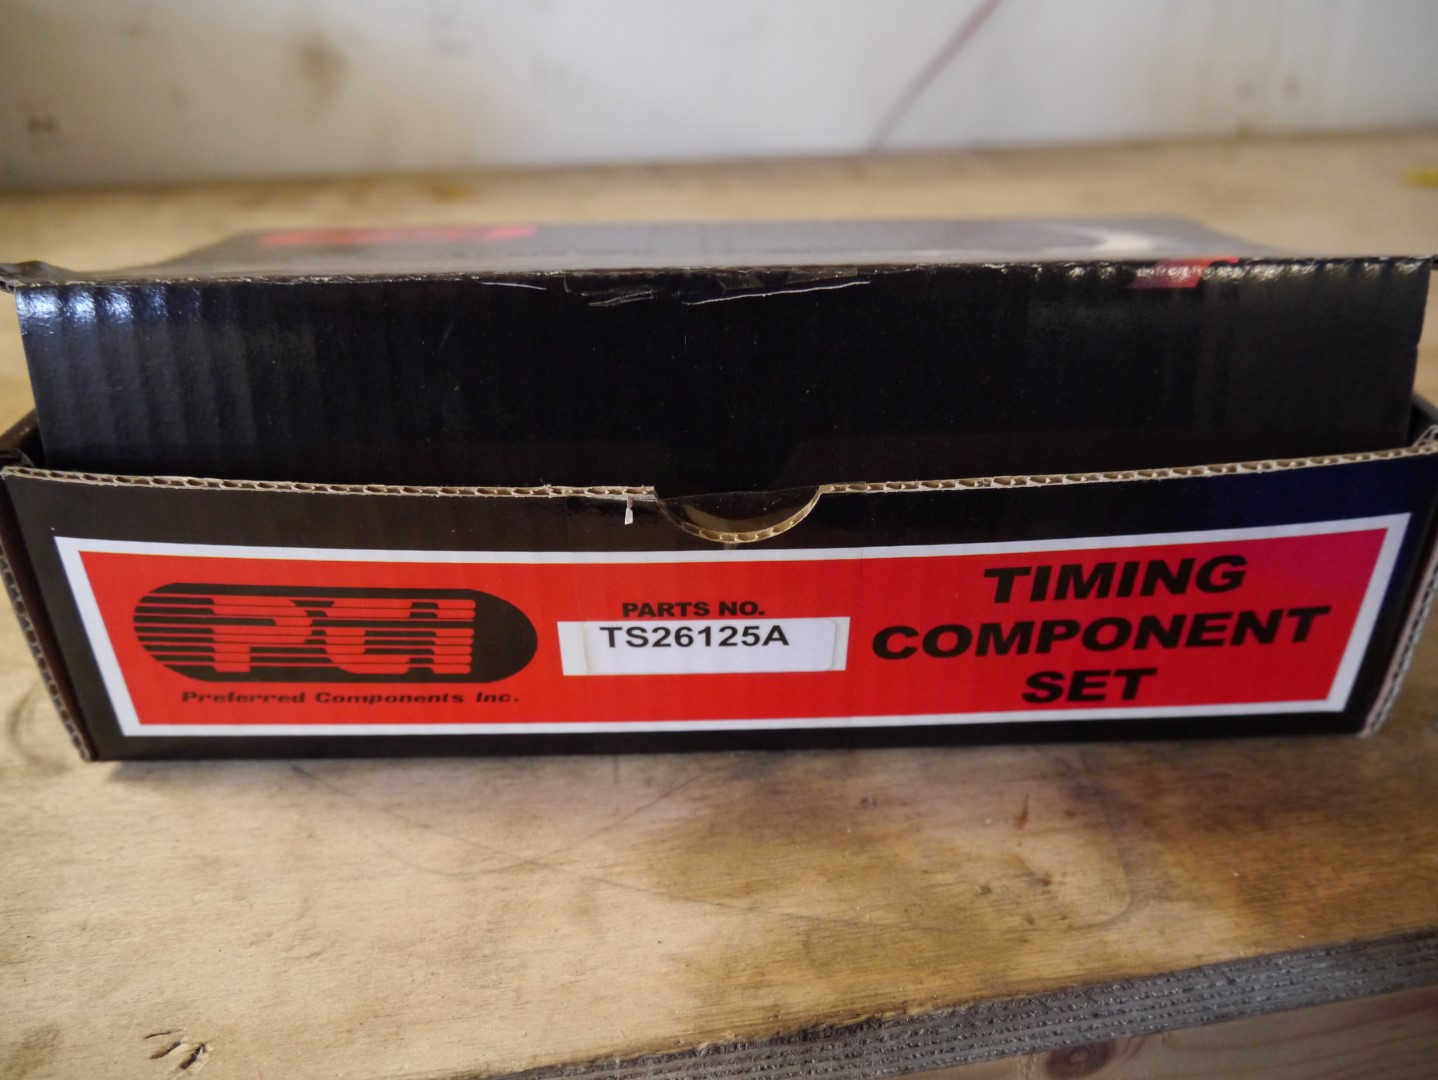 PCI
Preferred Components Inc.
PARTS NO.
TS26125A
TIMING
COMPONENT
SET